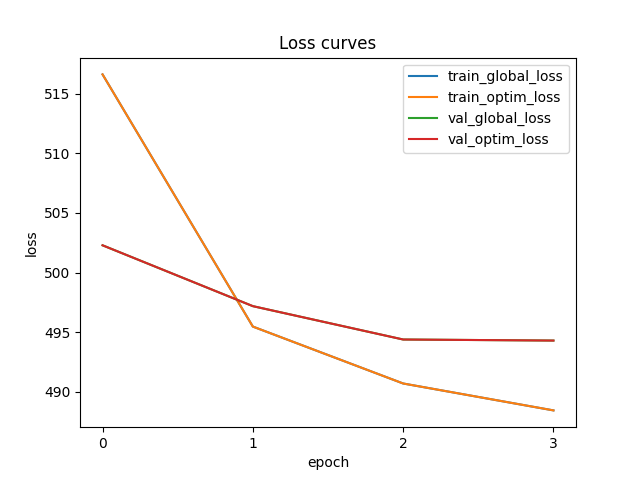 Loss curves
train_global_loss
train_optim_loss
val_global_loss
val_optim_loss
515
510
505
500
495
490
loss
0 1 2 3
epoch